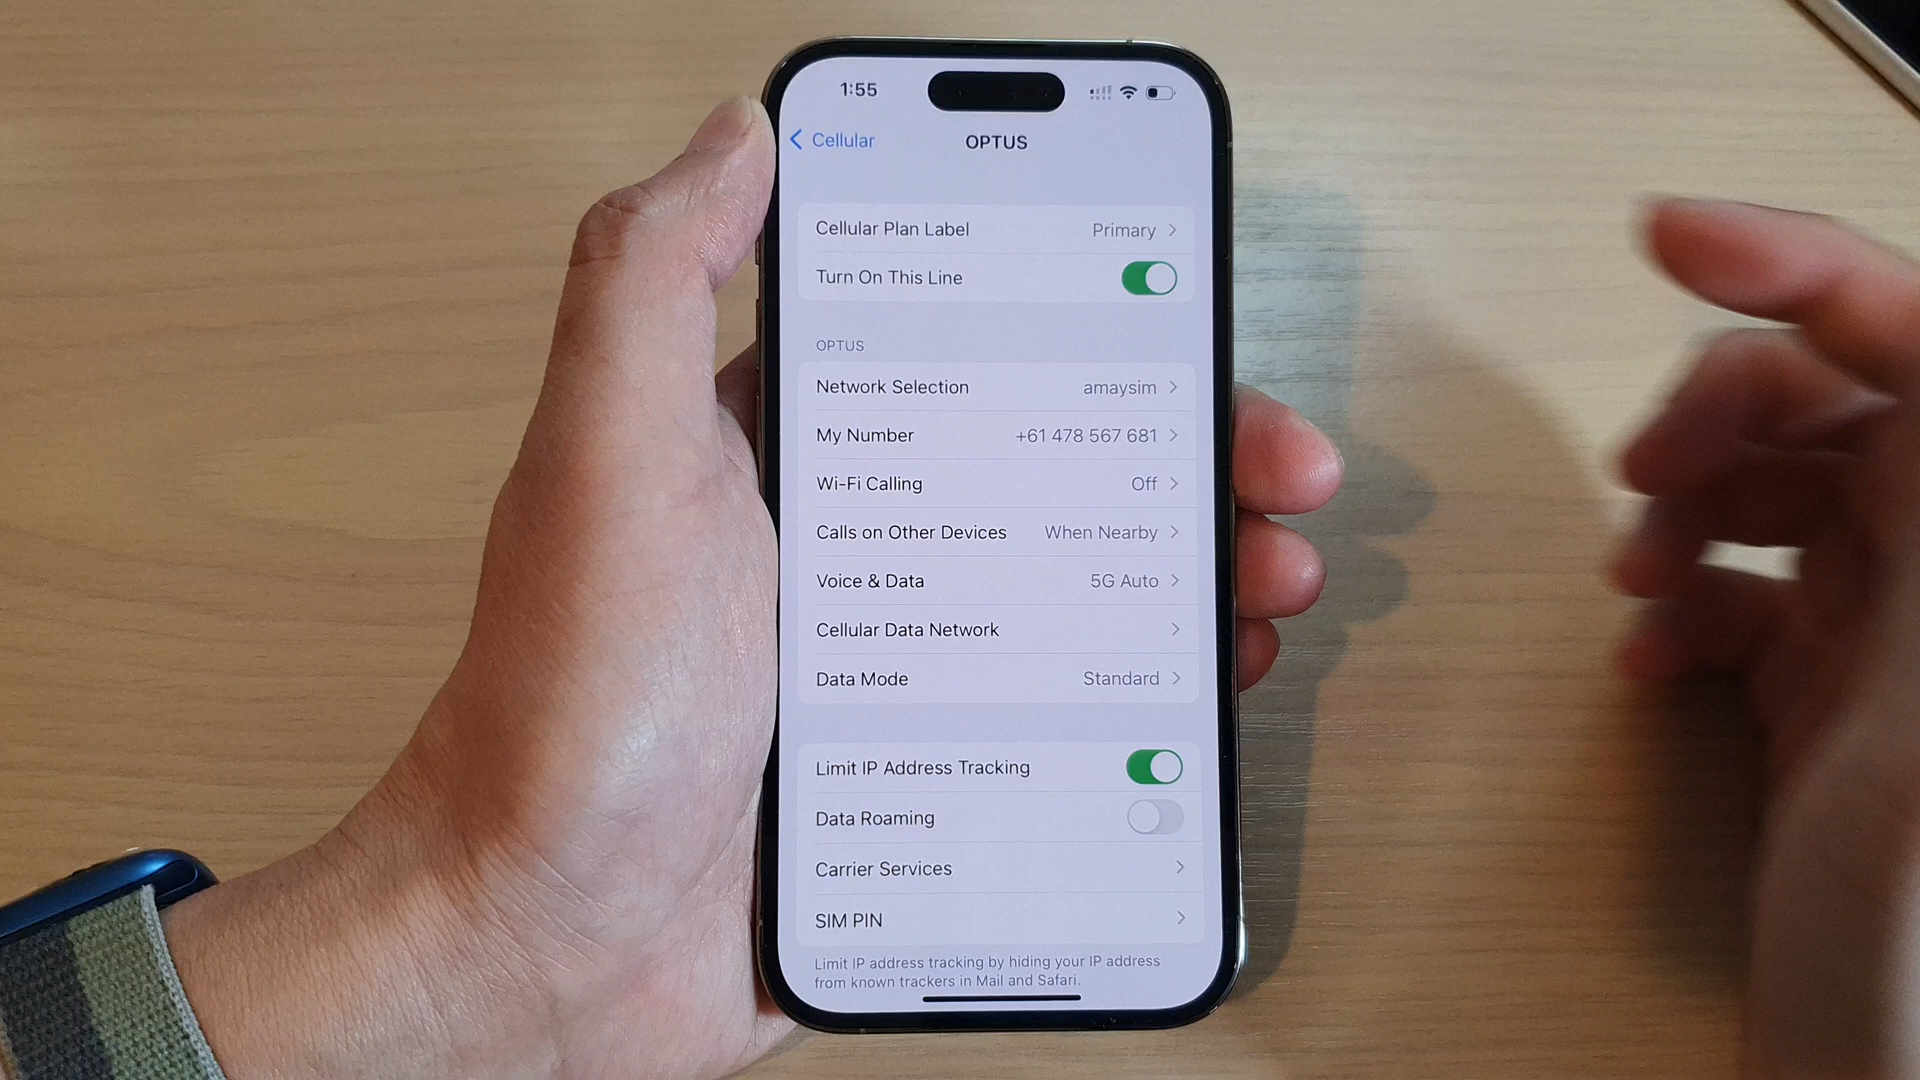 1:55
Cellular
OPTUS
Cellular Plan Label Primary
Turn On This Line
OPTUS
Network Selection amaysim
My Number +61 478 567 681
Wi-Fi Calling Off
Calls on Other Devices When Nearby
Voice & Data 5G Auto
Cellular Data Network
Data Mode Standard
Limit IP Address Tracking
Data Roaming
Carrier Services
SIM PIN
Limit IP address tracking by hiding your IP address
from known trackers in Mail and Safari.